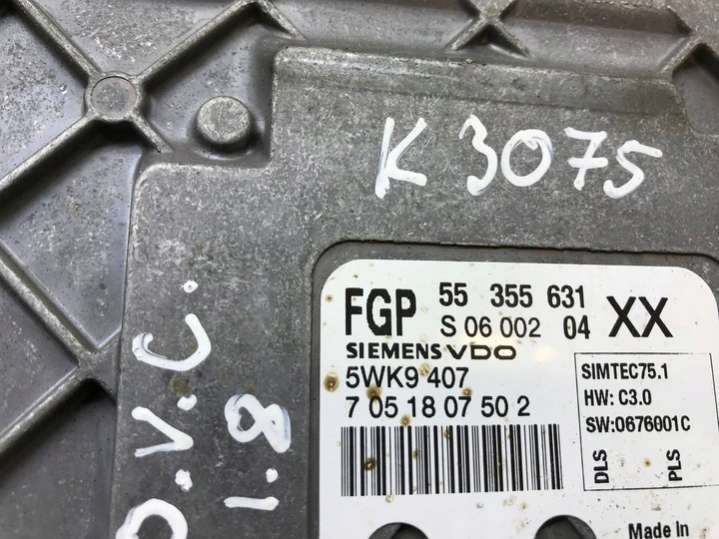 K 3075
O.V.C.
1.8
FGP 55 355 631 XX
S 06 002 04
SIEMENS VDO
5WK9 407
7 05 18 07 50 2
SIMTEC75.1
HW: C3.0
SW:0676001C
DLS PLS
Made In